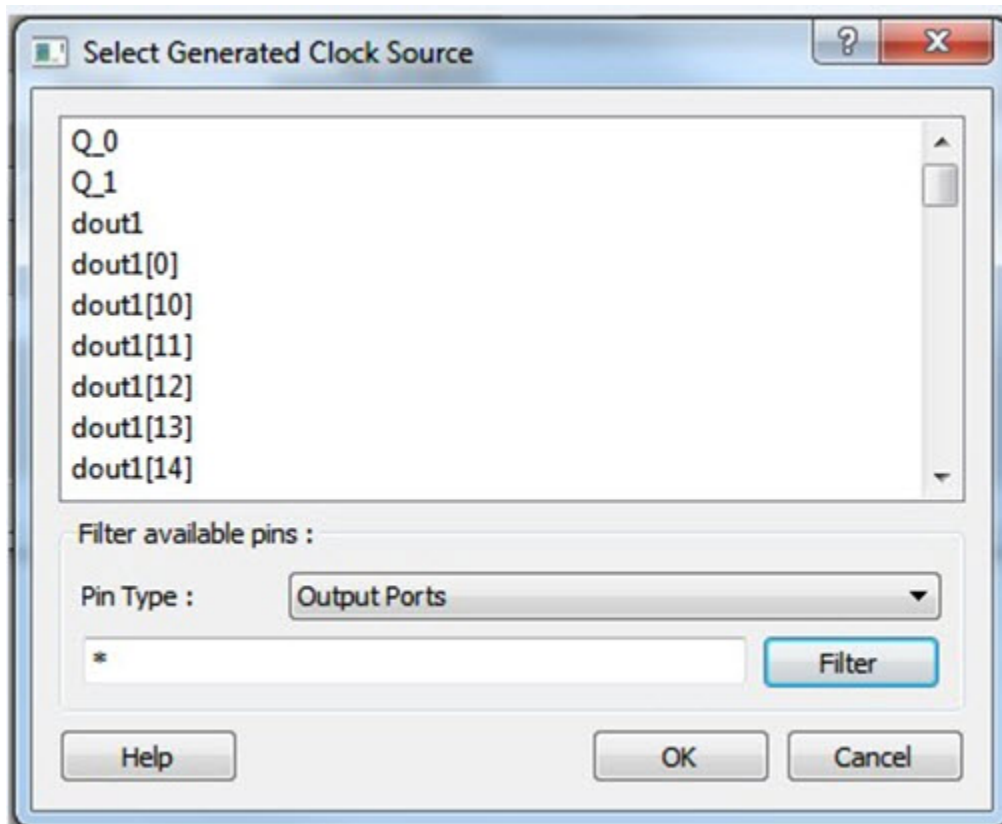 Select Generated Clock Source
?
X
Q_0
Q_1
dout1
dout1[0]
dout1[10]
dout1[11]
dout1[12]
dout1[13]
dout1[14]
Filter available pins :
Pin Type : Output Ports
* Filter
Help OK Cancel